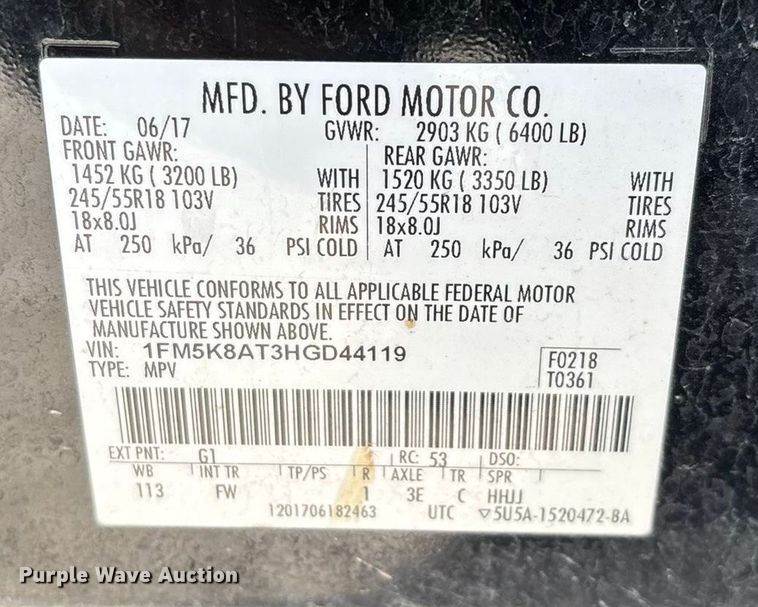 MFD. BY FORD MOTOR CO.
DATE: 06/17 GVWR: 2903 KG ( 6400 LB)
FRONT GAWR: REAR GAWR:
1452 KG ( 3200 LB) WITH 1520 KG ( 3350 LB) WITH
245/55R18 103V TIRES 245/55R18 103V TIRES
18x8.0J RIMS 18x8.0J RIMS
AT 250 kPa/ 36 PSI COLD AT 250 kPa/ 36 PSI COLD
THIS VEHICLE CONFORMS TO ALL APPLICABLE FEDERAL MOTOR
VEHICLE SAFETY STANDARDS IN EFFECT ON THE DATE OF
MANUFACTURE SHOWN ABOVE.
VIN: 1FM5K8AT3HGD44119 F0218
TYPE: MPV T0361
EXT PNT: G1 RC: 53 DSO:
WB INT TR TP/PS R AXLE TR SPR
113 FW 1 3E C HHJJ
1201706182463 UTC ▽5U5A-1520472-BA
Purple Wave Auction